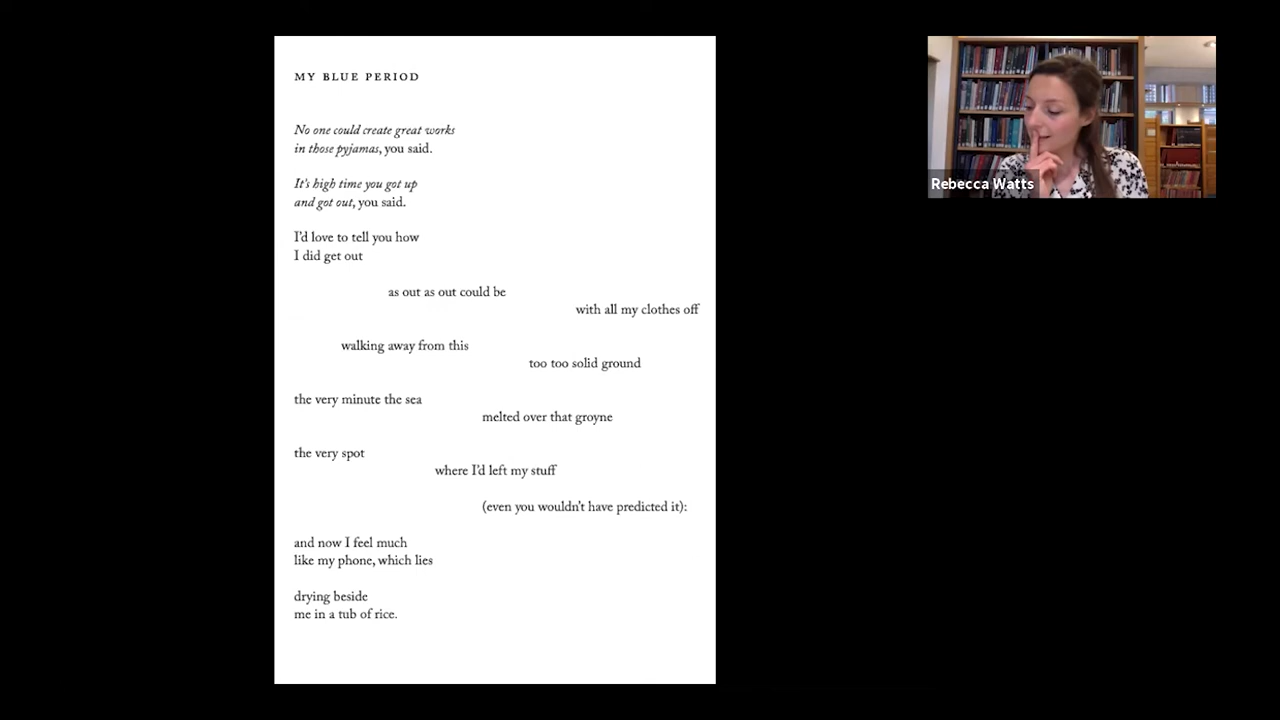 MY BLUE PERIOD
No one could create great works
in those pyjamas, you said.
It's high time you got up
and got out, you said.
I'd love to tell you how
I did get out
as out as out could be
with all my clothes off
walking away from this
too too solid ground
the very minute the sea
melted over that groyne
the very spot
where I'd left my stuff
(even you wouldn't have predicted it):
and now I feel much
like my phone, which lies
drying beside
me in a tub of rice.
Rebecca Watts